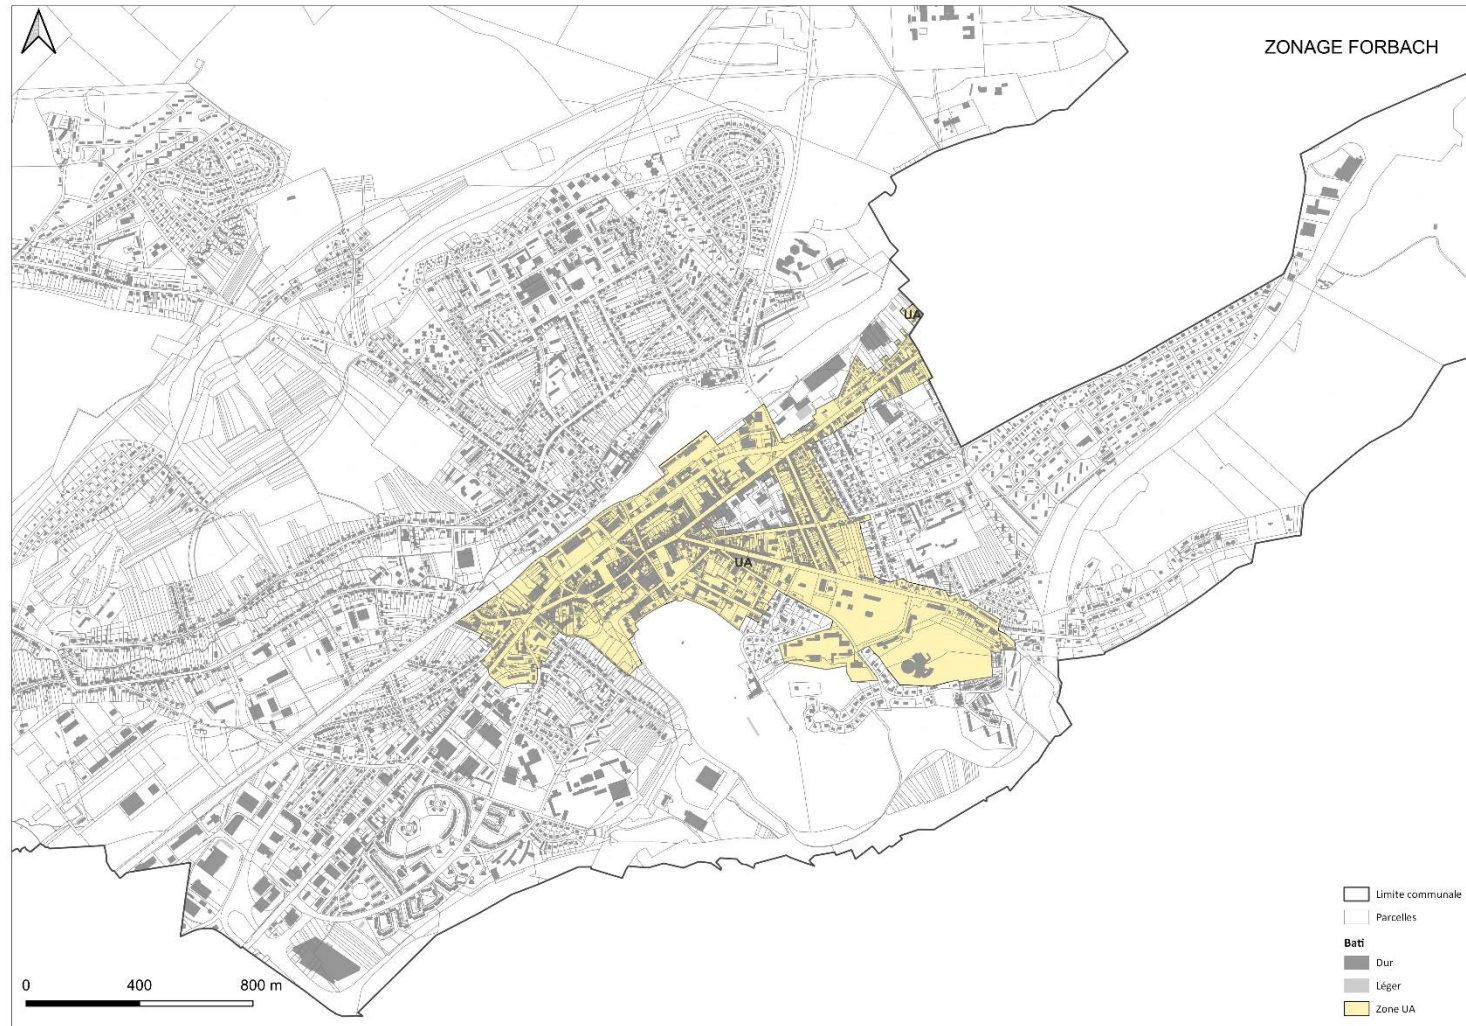 ZONAGE FORBACH
UA
UA
Limite communale
Parcelles
Bati
Dur
Léger
Zone UA
0 400 800 m